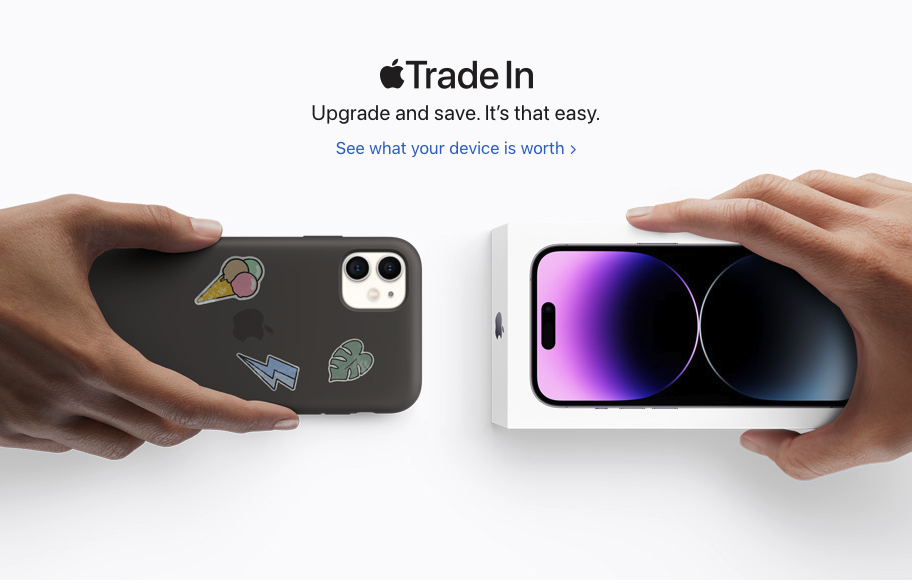 Trade In
Upgrade and save. It’s that easy.
See what your device is worth ›